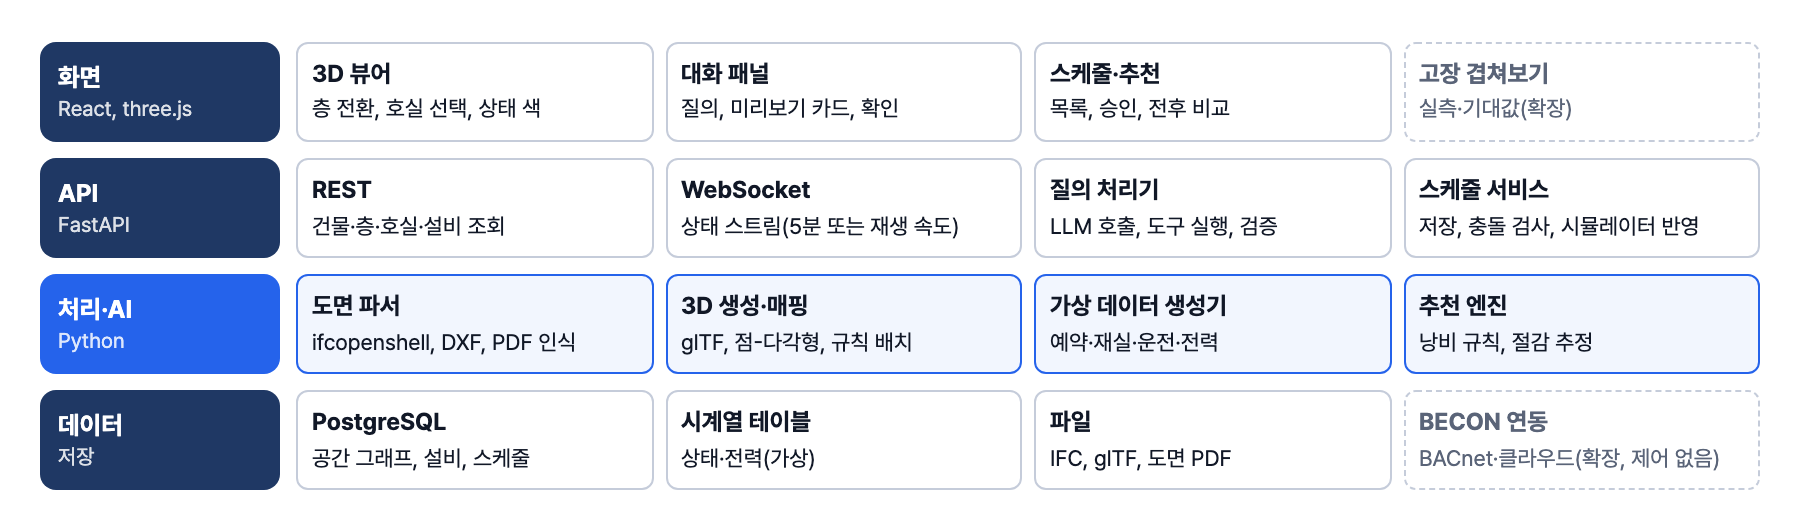 화면
React, three.js
3D 뷰어
층 전환, 호실 선택, 상태 색
대화 패널
질의, 미리보기 카드, 확인
스케줄·추천
목록, 승인, 전후 비교
고장 겹쳐보기
실측·기대값(확장)
API
FastAPI
REST
건물·층·호실·설비 조회
WebSocket
상태 스트림(5분 또는 재생 속도)
질의 처리기
LLM 호출, 도구 실행, 검증
스케줄 서비스
저장, 충돌 검사, 시뮬레이터 반영
처리·AI
Python
도면 파서
ifcopenshell, DXF, PDF 인식
3D 생성·매핑
glTF, 점-다각형, 규칙 배치
가상 데이터 생성기
예약·재실·운전·전력
추천 엔진
낭비 규칙, 절감 추정
데이터
저장
PostgreSQL
공간 그래프, 설비, 스케줄
시계열 테이블
상태·전력(가상)
파일
IFC, glTF, 도면 PDF
BECON 연동
BACnet·클라우드(확장, 제어 없음)